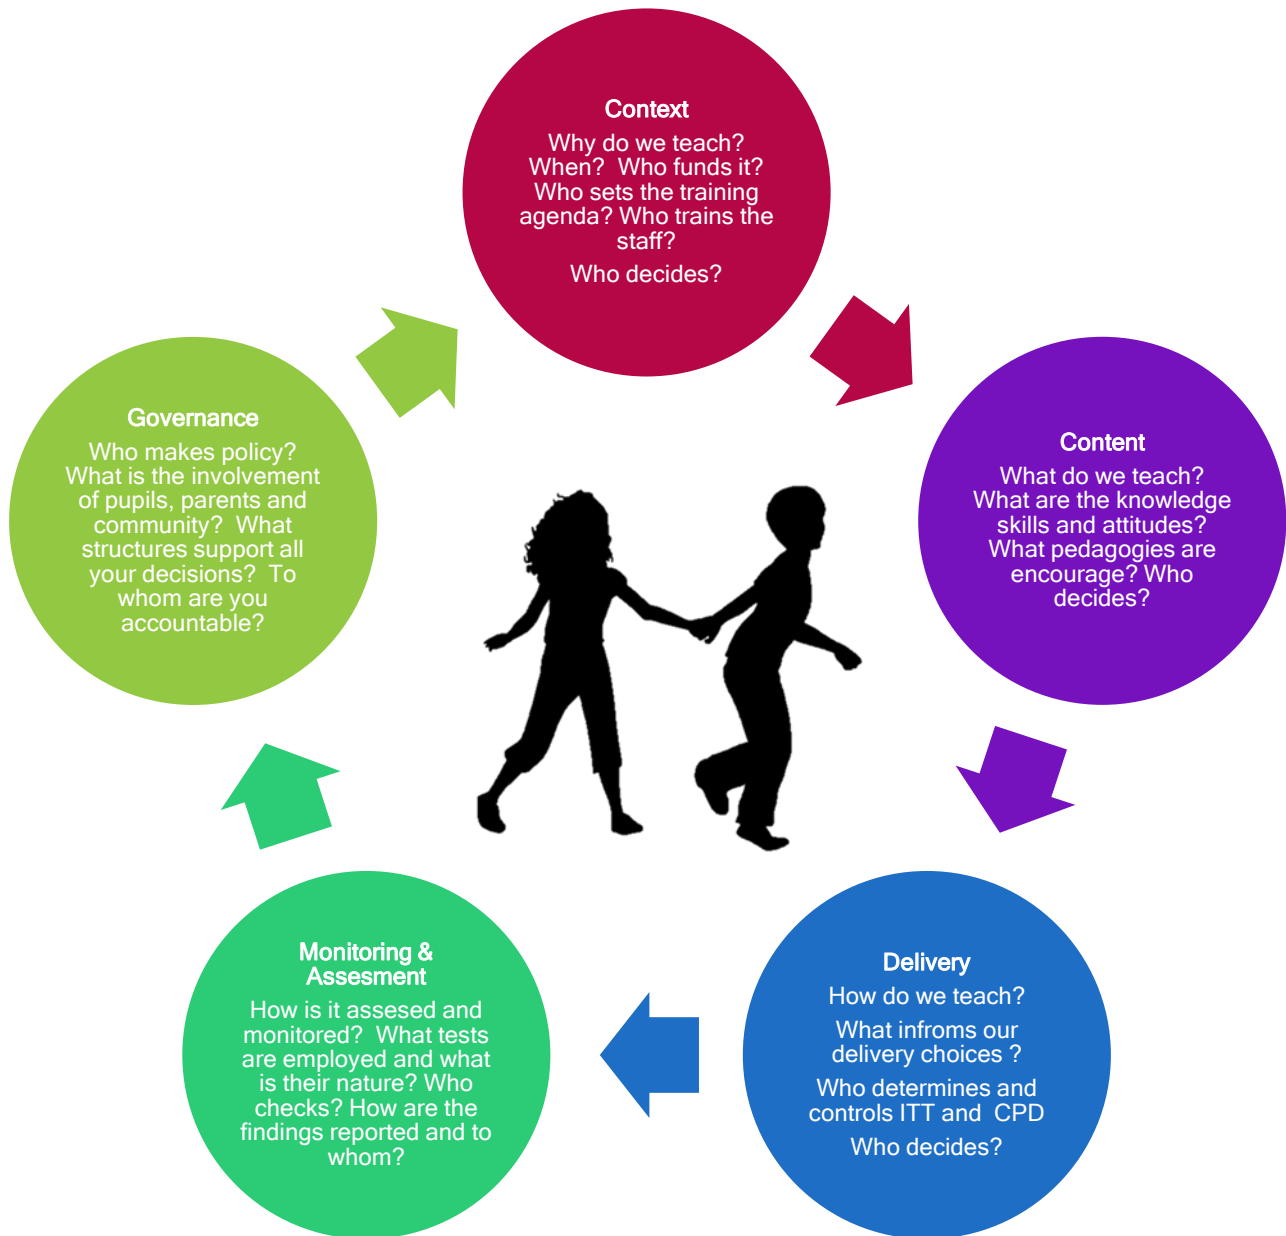 Context
Why do we teach?
When?  Who funds it?
Who sets the training
agenda? Who trains the
staff?
Who decides?
Content
What do we teach?
What are the knowledge
skills and attitudes?
What pedagogies are
encourage? Who
decides?
Delivery
How do we teach?
What infroms our
delivery choices ?
Who determines and
controls ITT and  CPD
Who decides?
Monitoring &
Assesment
How is it assesed and
monitored?  What tests
are employed and what
is their nature? Who
checks? How are the
findings reported and to
whom?
Governance
Who makes policy?
What is the involvement
of pupils, parents and
community?  What
structures support all
your decisions?  To
whom are you
accountable?